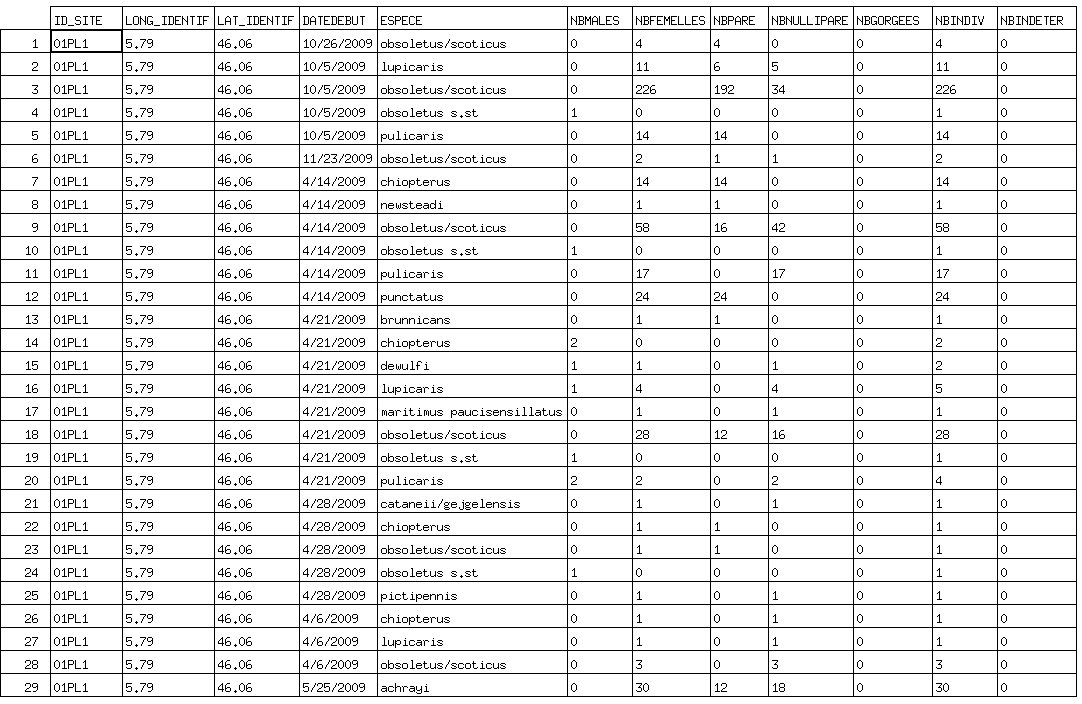 ID_SITE LONG_IDENTIF LAT_IDENTIF DATEDEBUT ESPECE NBMALES NBFEMELLES NBPARE NBNULLIPARE NBGORGEES NBINDIV NBINDETER
1 01PL1 5.79 46.06 10/26/2009 obsoletus/scoticus 0 4 4 0 0 4 0
2 01PL1 5.79 46.06 10/5/2009 lupicaris 0 11 6 5 0 11 0
3 01PL1 5.79 46.06 10/5/2009 obsoletus/scoticus 0 226 192 34 0 226 0
4 01PL1 5.79 46.06 10/5/2009 obsoletus s.st 1 0 0 0 0 1 0
5 01PL1 5.79 46.06 10/5/2009 pulicaris 0 14 14 0 0 14 0
6 01PL1 5.79 46.06 11/23/2009 obsoletus/scoticus 0 2 1 1 0 2 0
7 01PL1 5.79 46.06 4/14/2009 chiopterus 0 14 14 0 0 14 0
8 01PL1 5.79 46.06 4/14/2009 newsteadi 0 1 1 0 0 1 0
9 01PL1 5.79 46.06 4/14/2009 obsoletus/scoticus 0 58 16 42 0 58 0
10 01PL1 5.79 46.06 4/14/2009 obsoletus s.st 1 0 0 0 0 1 0
11 01PL1 5.79 46.06 4/14/2009 pulicaris 0 17 0 17 0 17 0
12 01PL1 5.79 46.06 4/14/2009 punctatus 0 24 24 0 0 24 0
13 01PL1 5.79 46.06 4/21/2009 brunnicans 0 1 1 0 0 1 0
14 01PL1 5.79 46.06 4/21/2009 chiopterus 2 0 0 0 0 2 0
15 01PL1 5.79 46.06 4/21/2009 dewulfi 1 1 0 1 0 2 0
16 01PL1 5.79 46.06 4/21/2009 lupicaris 1 4 0 4 0 5 0
17 01PL1 5.79 46.06 4/21/2009 maritimus paucisensillatus 0 1 0 1 0 1 0
18 01PL1 5.79 46.06 4/21/2009 obsoletus/scoticus 0 28 12 16 0 28 0
19 01PL1 5.79 46.06 4/21/2009 obsoletus s.st 1 0 0 0 0 1 0
20 01PL1 5.79 46.06 4/21/2009 pulicaris 2 2 0 2 0 4 0
21 01PL1 5.79 46.06 4/28/2009 cataneii/gejgelensis 0 1 0 1 0 1 0
22 01PL1 5.79 46.06 4/28/2009 chiopterus 0 1 1 0 0 1 0
23 01PL1 5.79 46.06 4/28/2009 obsoletus/scoticus 0 1 1 0 0 1 0
24 01PL1 5.79 46.06 4/28/2009 obsoletus s.st 1 0 0 0 0 1 0
25 01PL1 5.79 46.06 4/28/2009 pictipennis 0 1 0 1 0 1 0
26 01PL1 5.79 46.06 4/6/2009 chiopterus 0 1 0 1 0 1 0
27 01PL1 5.79 46.06 4/6/2009 lupicaris 0 1 0 1 0 1 0
28 01PL1 5.79 46.06 4/6/2009 obsoletus/scoticus 0 3 0 3 0 3 0
29 01PL1 5.79 46.06 5/25/2009 achrayi 0 30 12 18 0 30 0